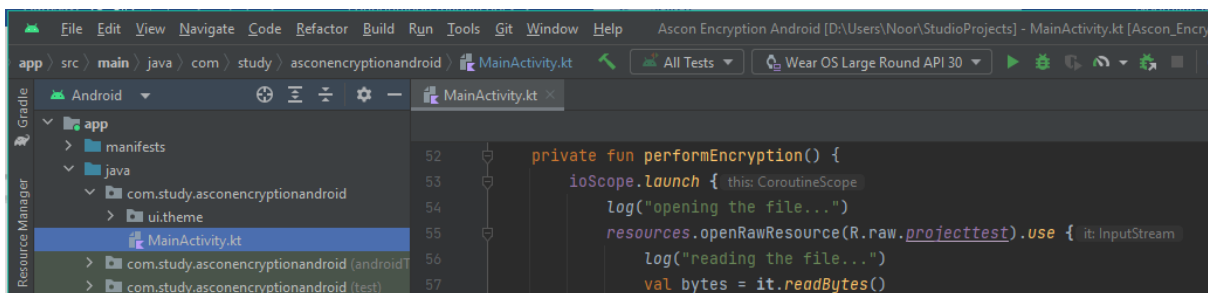 File Edit View Navigate Code Refactor Build Run Tools Git Window Help Ascon Encryption Android [D:\Users\Noor\StudioProjects] - MainActivity.kt [Ascon_Encry
app src main java com study asconencryptionandroid MainActivity.kt All Tests Wear OS Large Round API 30
Gradle
Resource Manager
Android
app
manifests
java
com.study.asconencryptionandroid
ui.theme
MainActivity.kt
com.study.asconencryptionandroid (androidT
com.study.asconencryptionandroid (test)
MainActivity.kt
52 private fun performEncryption() {
53 ioScope.launch { this: CoroutineScope
54 log("opening the file...")
55 resources.openRawResource(R.raw.projecttest).use { it: InputStream
56 log("reading the file...")
57 val bytes = it.readBytes()